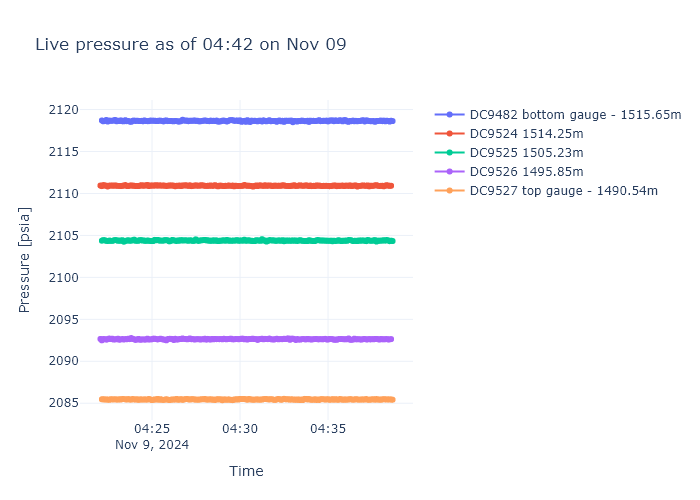 Live pressure as of 04:42 on Nov 09
DC9482 bottom gauge - 1515.65m
DC9524 1514.25m
DC9525 1505.23m
DC9526 1495.85m
DC9527 top gauge - 1490.54m
Pressure [psia]
2120
2115
2110
2105
2100
2095
2090
2085
04:25
04:30
04:35
Nov 9, 2024
Time